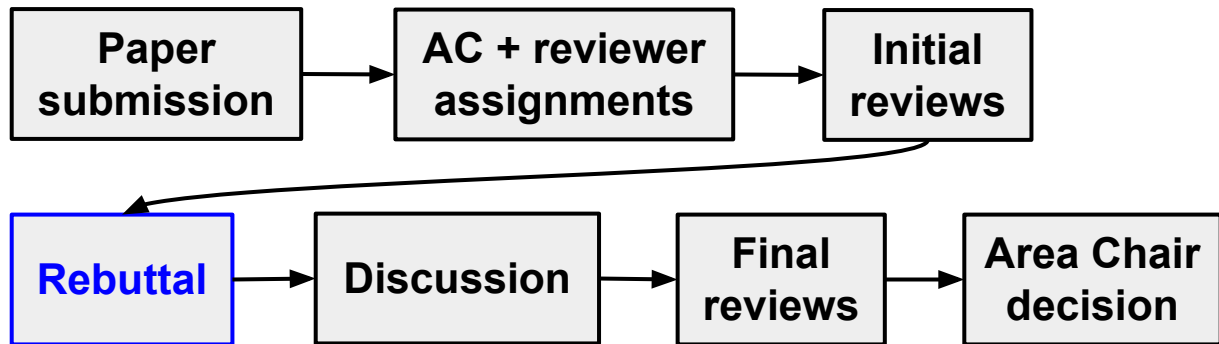 Paper
submission
AC + reviewer
assignments
Initial
reviews
Rebuttal
Discussion
Final
reviews
Area Chair
decision